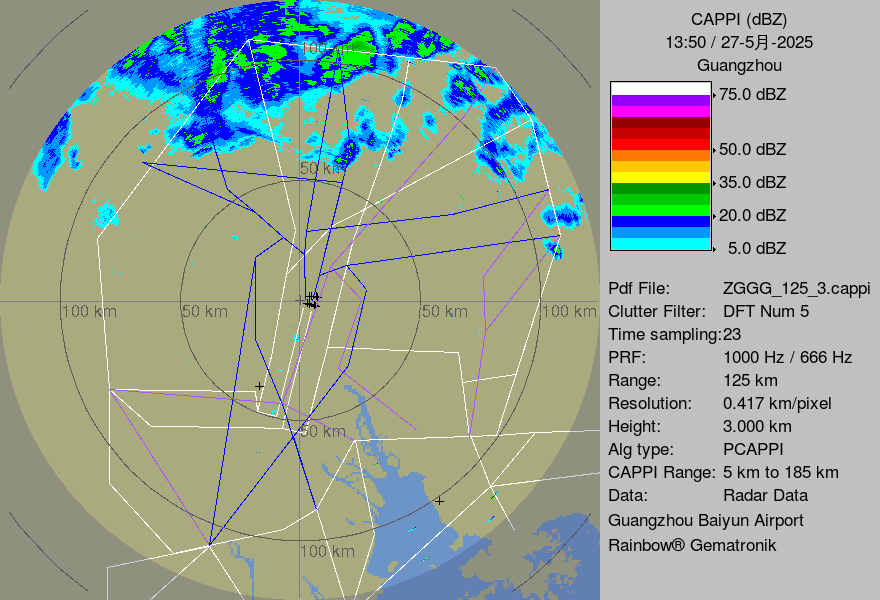 CAPPI (dBZ)
13:50 / 27-5月-2025
Guangzhou
75.0 dBZ
50.0 dBZ
35.0 dBZ
20.0 dBZ
5.0 dBZ
Pdf File: ZGGG_125_3.cappi
Clutter Filter: DFT Num 5
Time sampling:23
PRF: 1000 Hz / 666 Hz
Range: 125 km
Resolution: 0.417 km/pixel
Height: 3.000 km
Alg type: PCAPPI
CAPPI Range: 5 km to 185 km
Data: Radar Data
Guangzhou Baiyun Airport
Rainbow® Gematronik
100 km
50 km
100 km
50 km
50 km
100 km
50 km
100 km